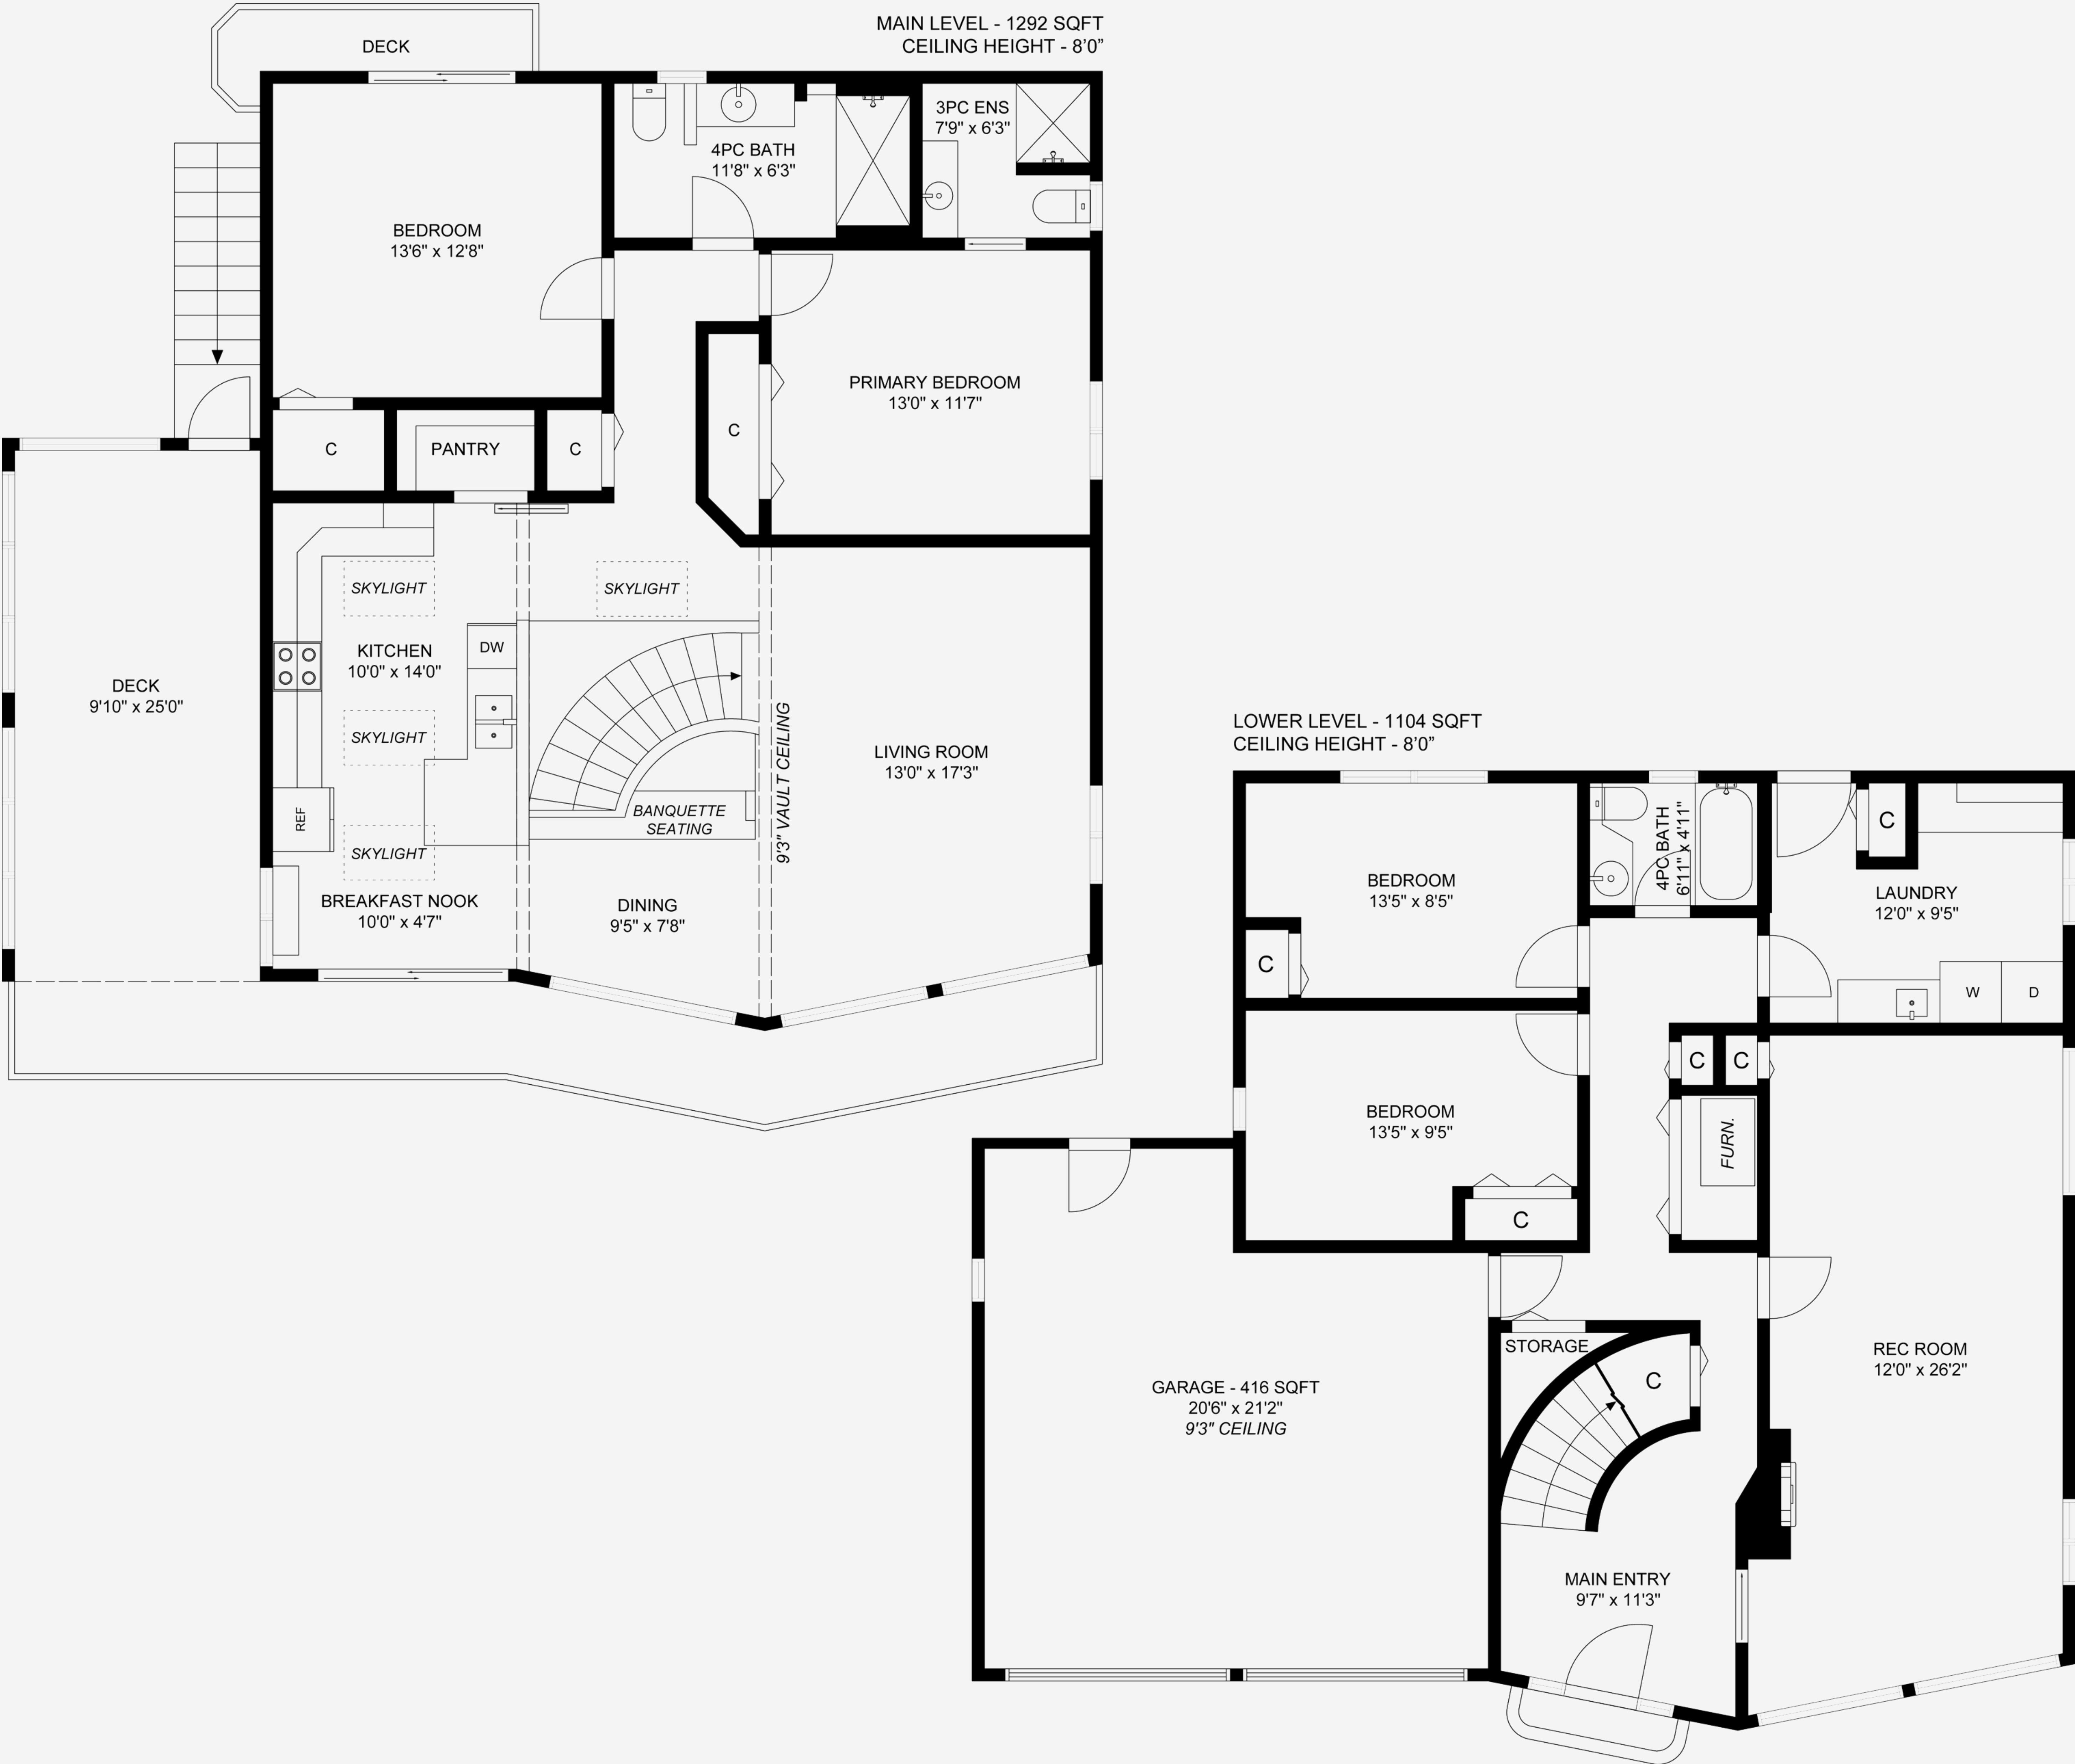 MAIN LEVEL - 1292 SQFT
CEILING HEIGHT - 8'0”
DECK
3PC ENS
7'9" x 6'3"
4PC BATH
11'8" x 6'3"
BEDROOM
13'6" x 12'8"
PRIMARY BEDROOM
13'0" x 11'7"
C
C
PANTRY
C
SKYLIGHT
SKYLIGHT
KITCHEN
10'0" x 14'0"
DW
DECK
9'10" x 25'0"
SKYLIGHT
9'3" VAULT CEILING
LIVING ROOM
13'0" x 17'3"
REF
BANQUETTE
SEATING
SKYLIGHT
BREAKFAST NOOK
10'0" x 4'7"
DINING
9'5" x 7'8"
LOWER LEVEL - 1104 SQFT
CEILING HEIGHT - 8'0”
4PC BATH
6'11" x 4'11"
C
BEDROOM
13'5" x 8'5"
LAUNDRY
12'0" x 9'5"
C
W
D
C
C
BEDROOM
13'5" x 9'5"
FURN.
C
STORAGE
REC ROOM
12'0" x 26'2"
C
GARAGE - 416 SQFT
20'6" x 21'2"
9'3" CEILING
MAIN ENTRY
9'7" x 11'3"